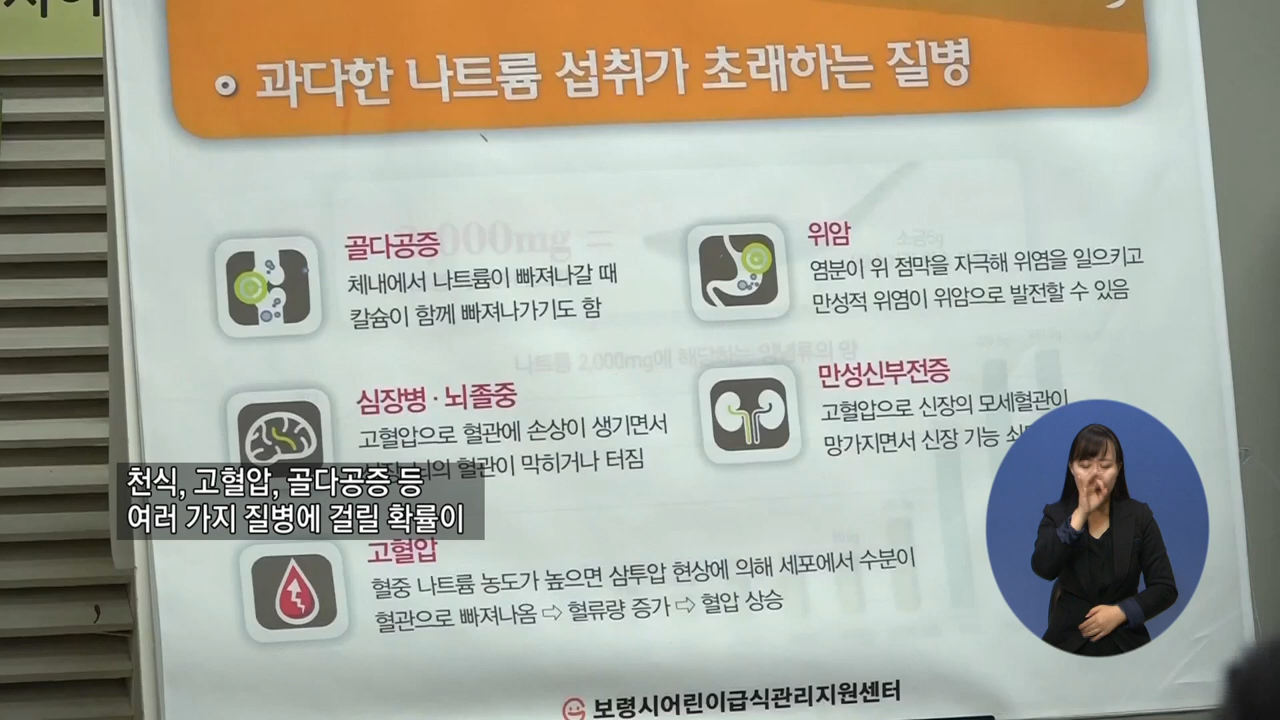 과다한 나트륨 섭취가 초래하는 질병
골다공증
체내에서 나트륨이 빠져나갈 때
칼슘이 함께 빠져나가기도 함
위암
염분이 위 점막을 자극해 위염을 일으키고
만성적 위염이 위암으로 발전할 수 있음
심장병·뇌졸중
고혈압으로 혈관에 손상이 생기면서
혈관이 막히거나 터짐
만성신부전증
고혈압으로 신장의 모세혈관이
망가지면서 신장 기능
천식, 고혈압, 골다공증 등
여러 가지 질병에 걸릴 확률이
고혈압
혈중 나트륨 농도가 높으면 삼투압 현상에 의해 세포에서 수분이
혈관으로 빠져나옴 ⇨ 혈류량 증가 ⇨ 혈압 상승
보령시어린이급식관리지원센터